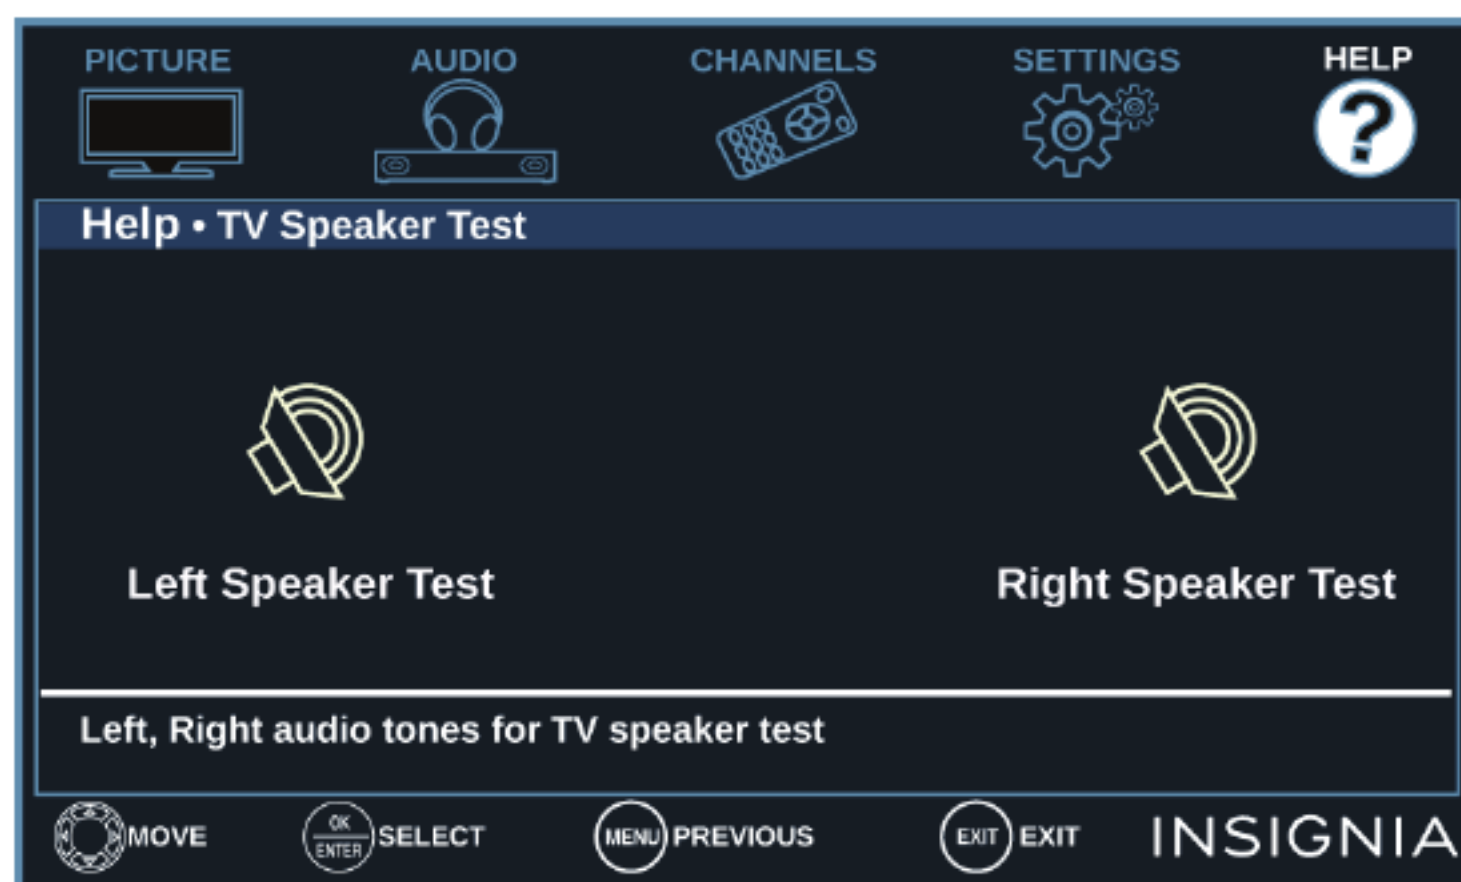 PICTURE AUDIO CHANNELS SETTINGS HELP
?
Help • TV Speaker Test
Left Speaker Test Right Speaker Test
Left, Right audio tones for TV speaker test
MOVE OK ENTER SELECT MENU PREVIOUS EXIT EXIT INSIGNIA